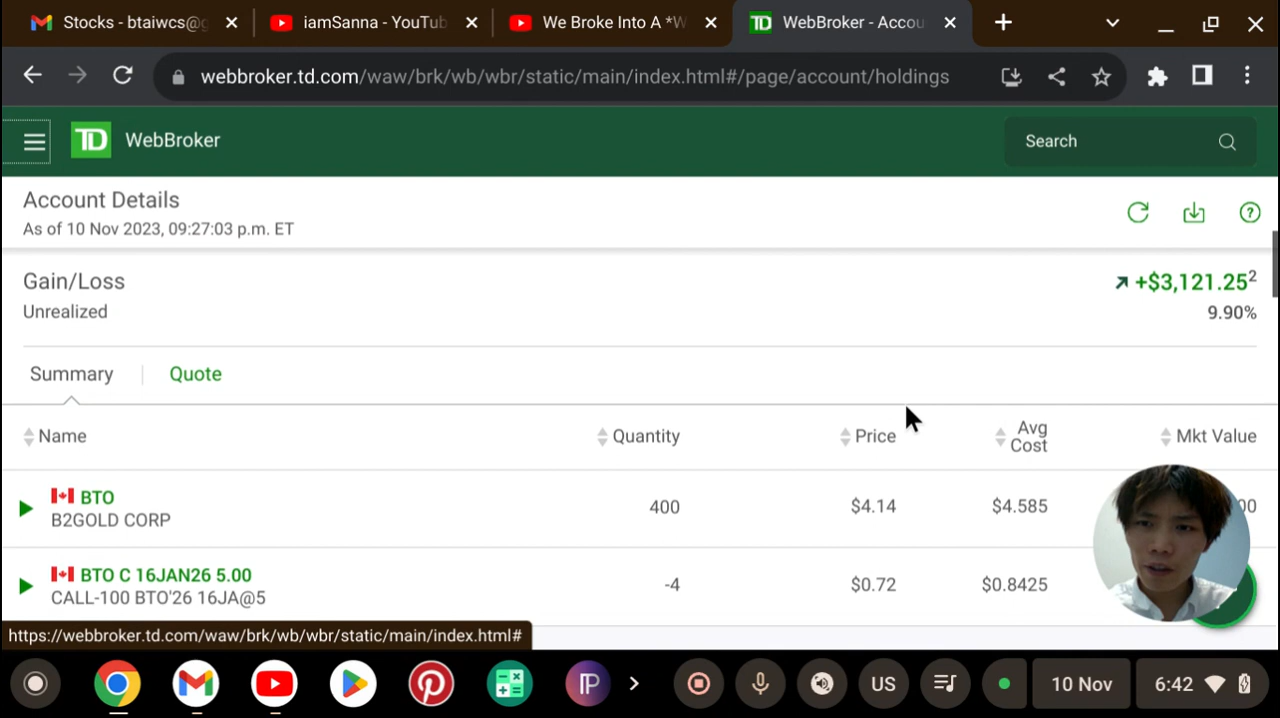 Stocks - btaiwcs@g
iamSanna - YouTub
We Broke Into A *W
TD WebBroker - Accou
webbroker.td.com/waw/brk/wb/wbr/static/main/index.html#/page/account/holdings
TD WebBroker
Search
Account Details
As of 10 Nov 2023, 09:27:03 p.m. ET
Gain/Loss
+$3,121.25²
Unrealized
9.90%
Summary
Quote
Name
Quantity
Price
Avg Cost
Mkt Value
BTO
B2GOLD CORP
400
$4.14
$4.585
00
BTO C 16JAN26 5.00
CALL-100 BTO'26 16JA@5
-4
$0.72
$0.8425
https://webbroker.td.com/waw/brk/wb/wbr/static/main/index.html#
US
10 Nov
6:42